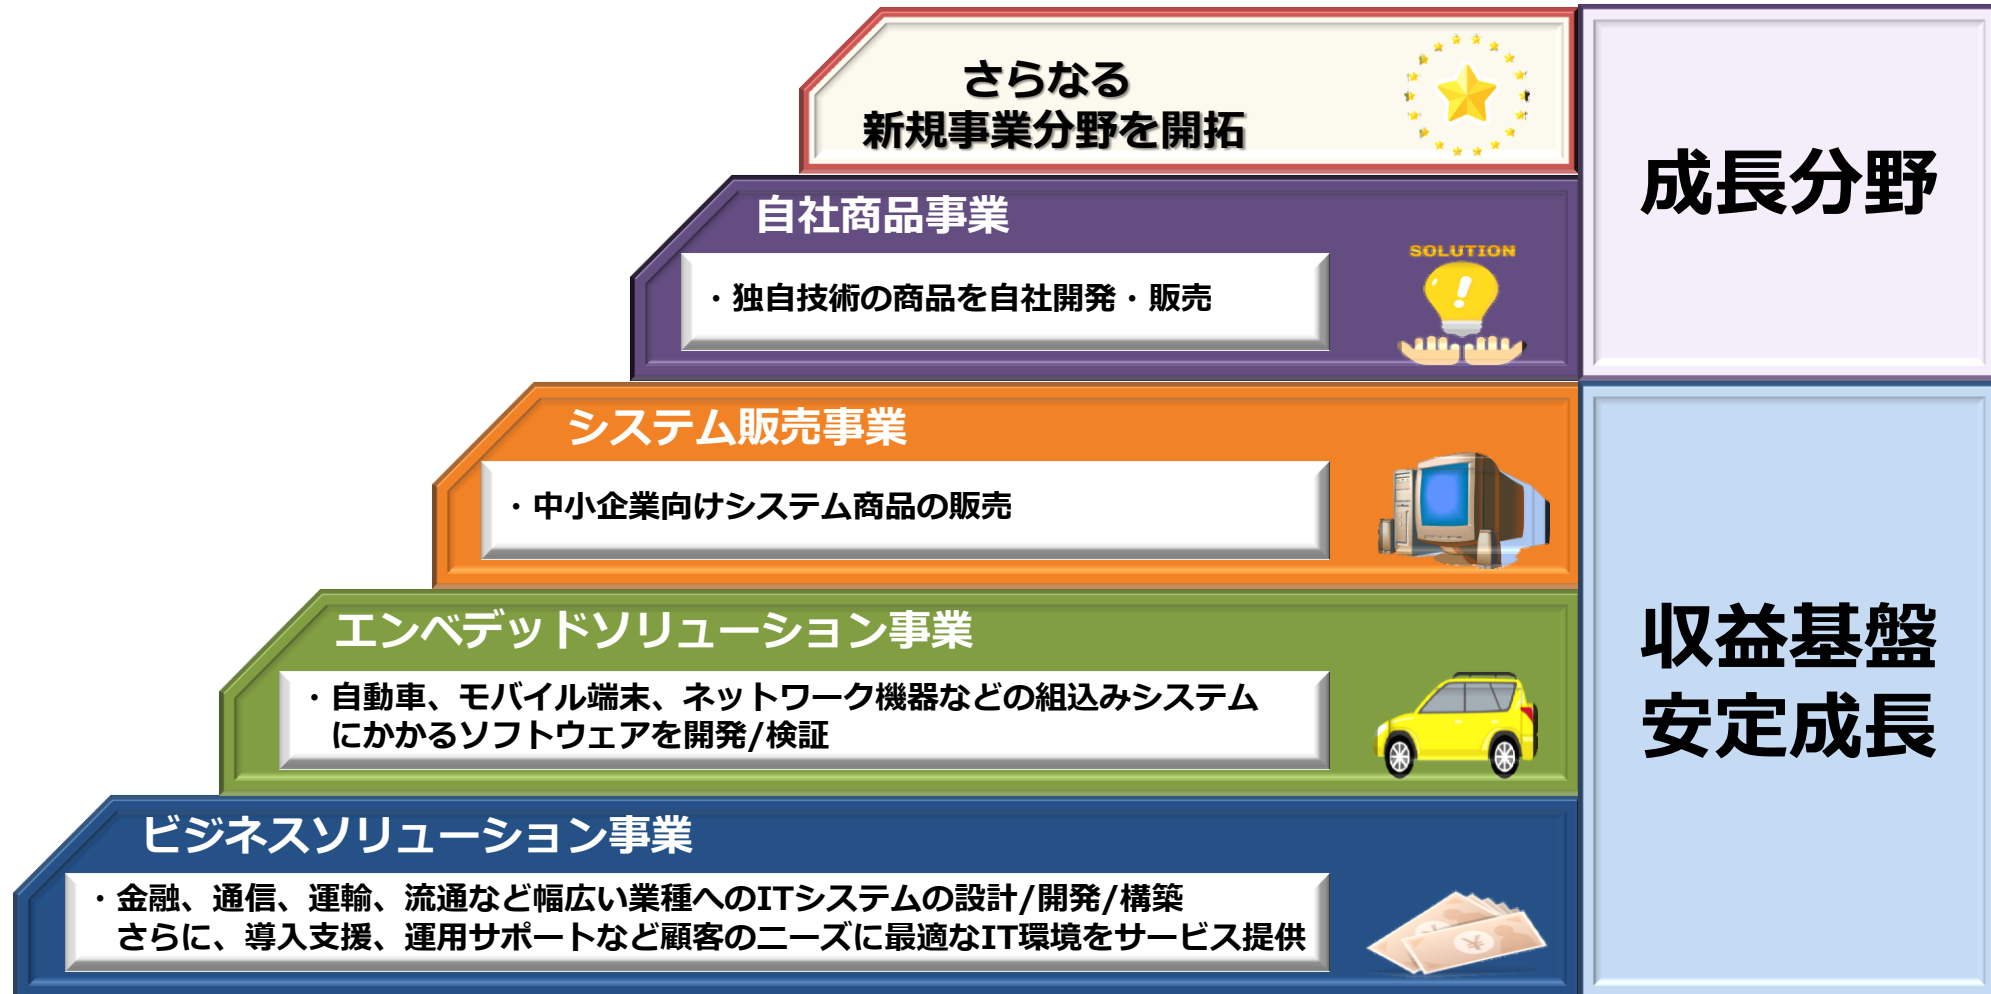 さらなる
新規事業分野を開拓
成長分野
自社商品事業
・独自技術の商品を自社開発・販売
SOLUTION
システム販売事業
・中小企業向けシステム商品の販売
エンベデッドソリューション事業
・自動車、モバイル端末、ネットワーク機器などの組込みシステム
にかかるソフトウェアを開発/検証
収益基盤
安定成長
ビジネスソリューション事業
・金融、通信、運輸、流通など幅広い業種へのITシステムの設計/開発/構築
さらに、導入支援、運用サポートなど顧客のニーズに最適なIT環境をサービス提供
¥